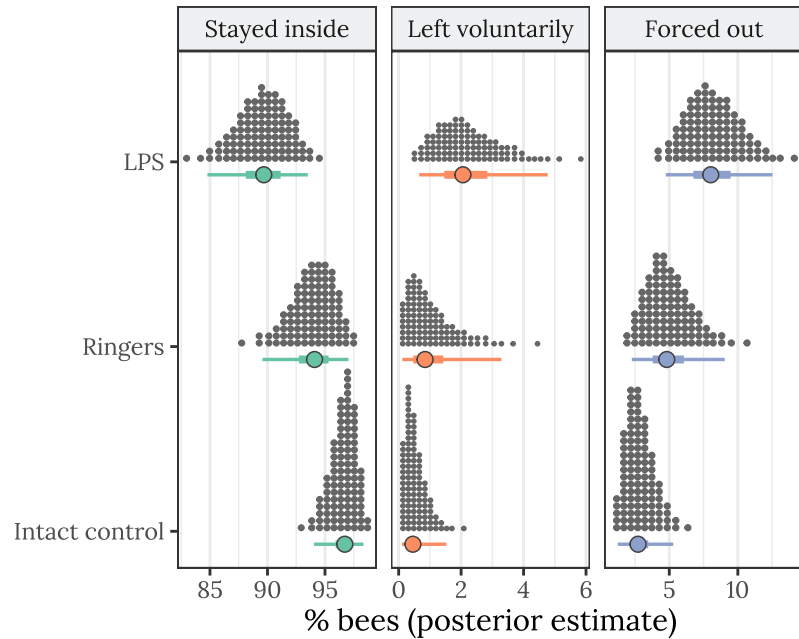 Stayed inside Left voluntarily Forced out
LPS
Ringers
Intact control
85 90 95 0 2 4 6 5 10
% bees (posterior estimate)